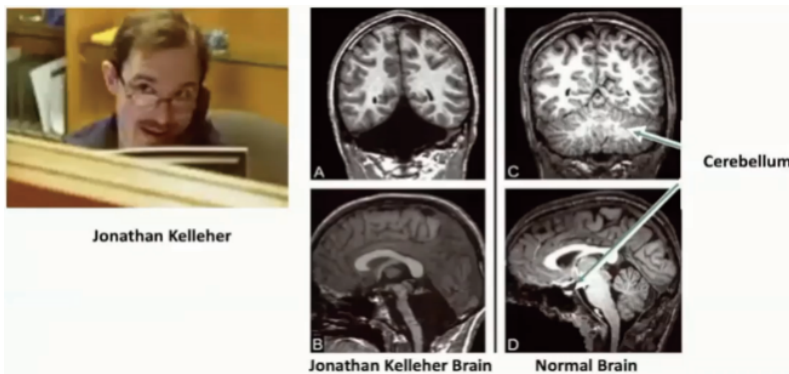 A
C
Cerebellum
Jonathan Kelleher
B
D
Jonathan Kelleher Brain
Normal Brain